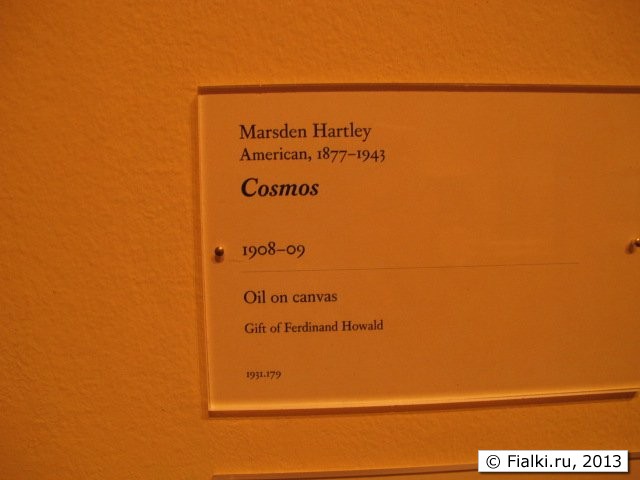 Marsden Hartley
American, 1877–1943
Cosmos
1908–09
Oil on canvas
Gift of Ferdinand Howald
1931.179
© Fialki.ru, 2013